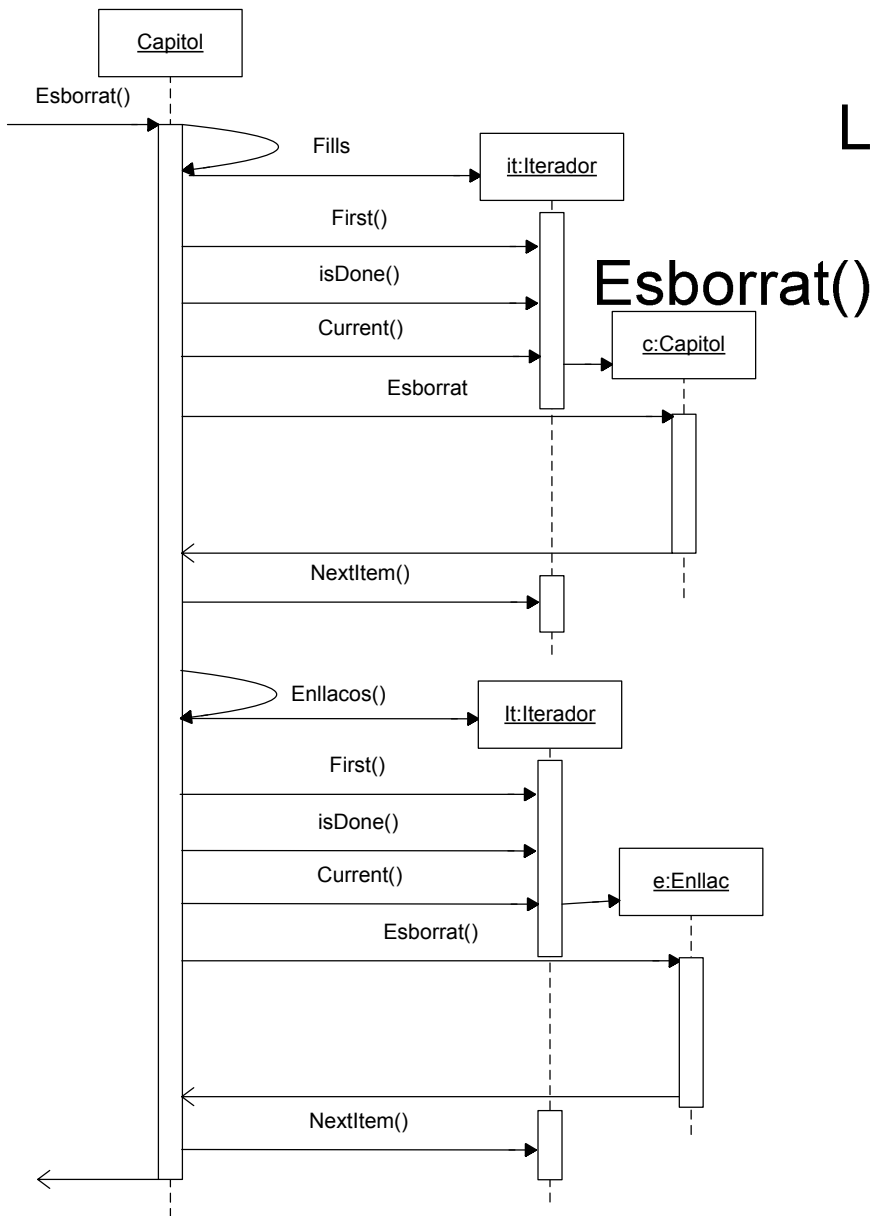 Capitol
Esborrat()
L
Fills
it:Iterador
First()
isDone()
Esborrat()
Current()
c:Capitol
Esborrat
NextItem()
Enllacos()
It:Iterador
First()
isDone()
Current()
e:Enllac
Esborrat()
NextItem()